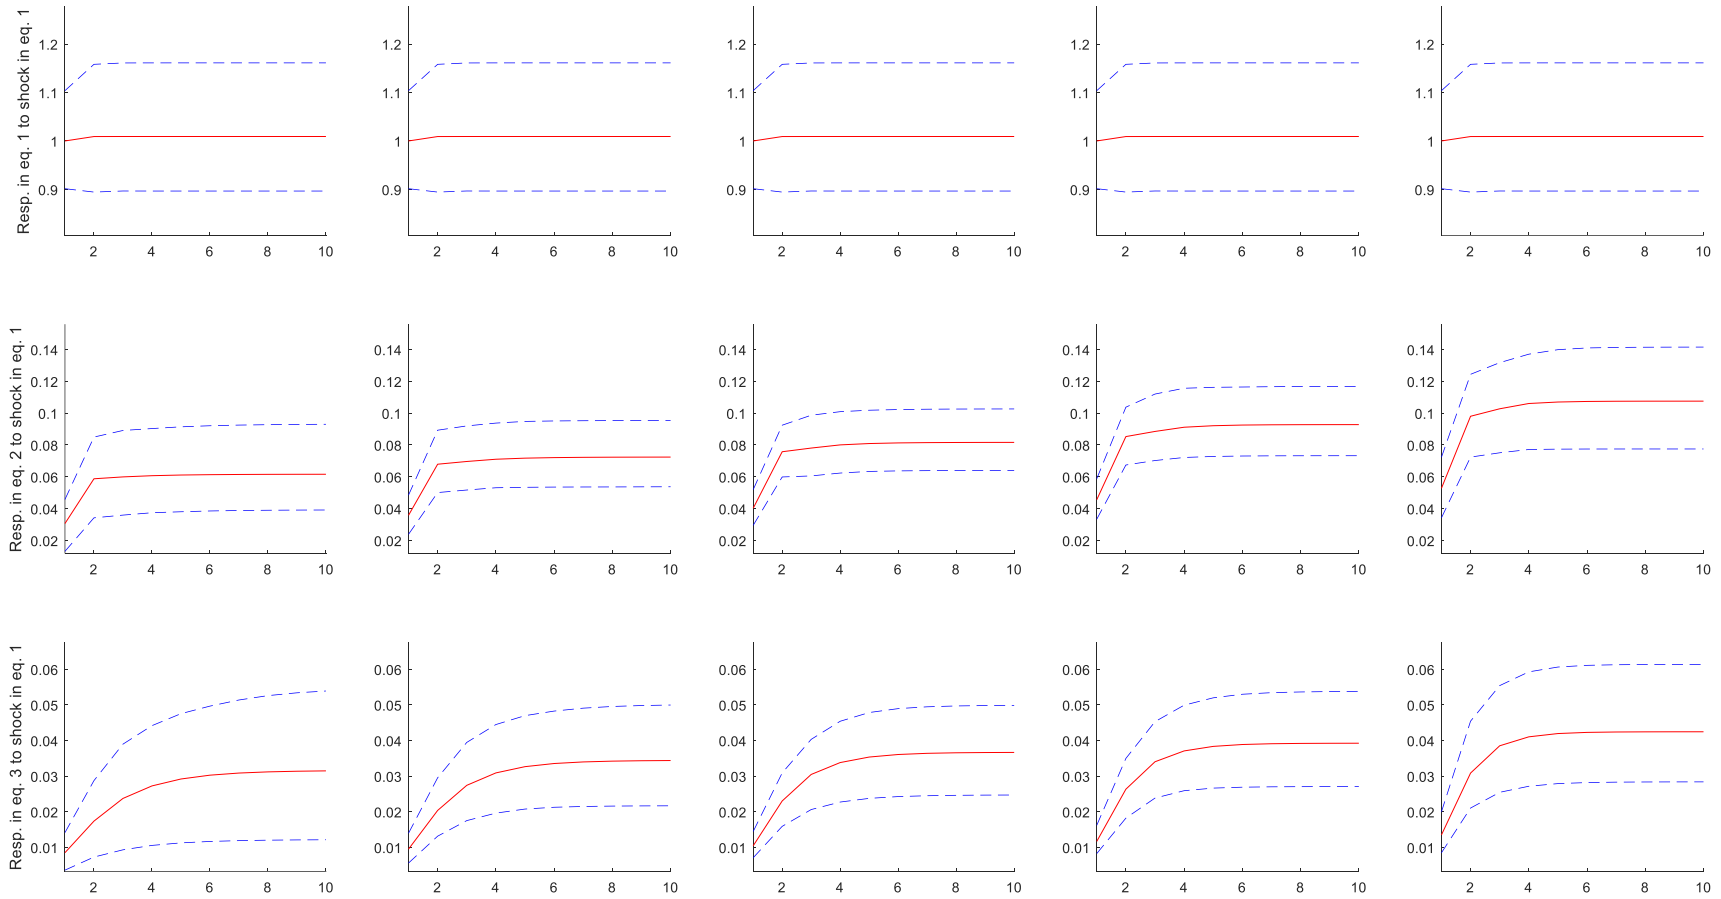 Resp. in eq. 1 to shock in eq. 1
1.2 1.2 1.2 1.2 1.2
1.1 1.1 1.1 1.1 1.1
1 1 1 1 1
0.9 0.9 0.9 0.9 0.9
2 4 6 8 10 2 4 6 8 10 2 4 6 8 10 2 4 6 8 10 2 4 6 8 10
Resp. in eq. 2 to shock in eq. 1
0.14 0.14 0.14 0.14 0.14
0.12 0.12 0.12 0.12 0.12
0.1 0.1 0.1 0.1 0.1
0.08 0.08 0.08 0.08 0.08
0.06 0.06 0.06 0.06 0.06
0.04 0.04 0.04 0.04 0.04
0.02 0.02 0.02 0.02 0.02
2 4 6 8 10 2 4 6 8 10 2 4 6 8 10 2 4 6 8 10 2 4 6 8 10
Resp. in eq. 3 to shock in eq. 1
0.06 0.06 0.06 0.06 0.06
0.05 0.05 0.05 0.05 0.05
0.04 0.04 0.04 0.04 0.04
0.03 0.03 0.03 0.03 0.03
0.02 0.02 0.02 0.02 0.02
0.01 0.01 0.01 0.01 0.01
2 4 6 8 10 2 4 6 8 10 2 4 6 8 10 2 4 6 8 10 2 4 6 8 10